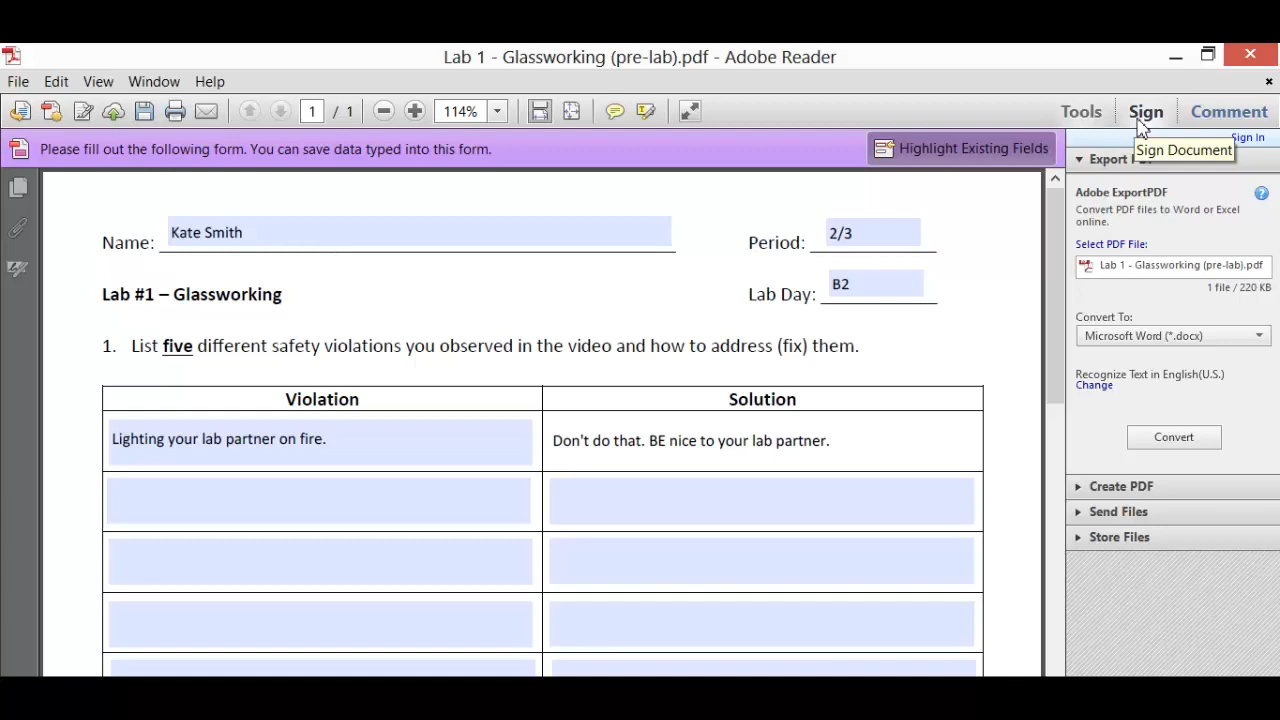 Lab 1 - Glassworking (pre-lab).pdf - Adobe Reader
File Edit View Window Help
1 / 1 114% Tools Sign Comment
Please fill out the following form. You can save data typed into this form. Highlight Existing Fields
Sign In
Sign Document
Export
Adobe ExportPDF
Convert PDF files to Word or Excel
online.
Select PDF File:
Lab 1 - Glassworking (pre-lab).pdf
1 file / 220 KB
Convert To:
Microsoft Word (*.docx)
Recognize Text in English(U.S.)
Change
Convert
Create PDF
Send Files
Store Files
Name: Kate Smith Period: 2/3
Lab #1 – Glassworking Lab Day: B2
1. List five different safety violations you observed in the video and how to address (fix) them.
Violation Solution
Lighting your lab partner on fire. Don't do that. BE nice to your lab partner.